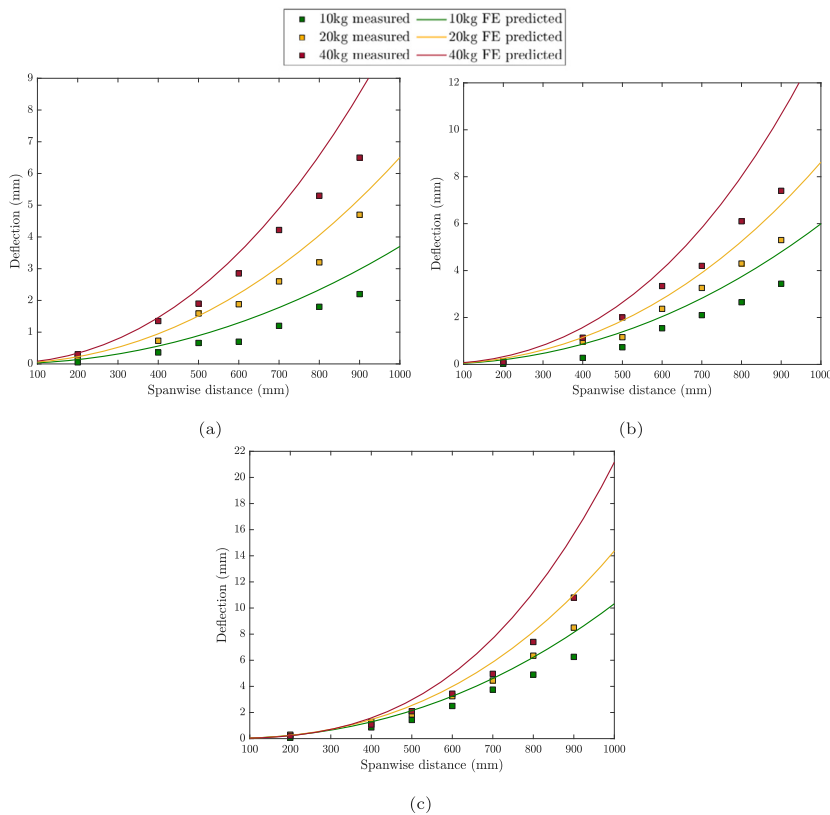 10kg measured 10kg FE predicted
20kg measured 20kg FE predicted
40kg measured 40kg FE predicted
9
8
7
6
5
4
3
2
1
0
Deflection (mm)
100 200 300 400 500 600 700 800 900 1000
Spanwise distance (mm)
(a)
12
10
8
6
4
2
0
Deflection (mm)
100 200 300 400 500 600 700 800 900 1000
Spanwise distance (mm)
(b)
22
20
18
16
14
12
10
8
6
4
2
0
Deflection (mm)
100 200 300 400 500 600 700 800 900 1000
Spanwise distance (mm)
(c)